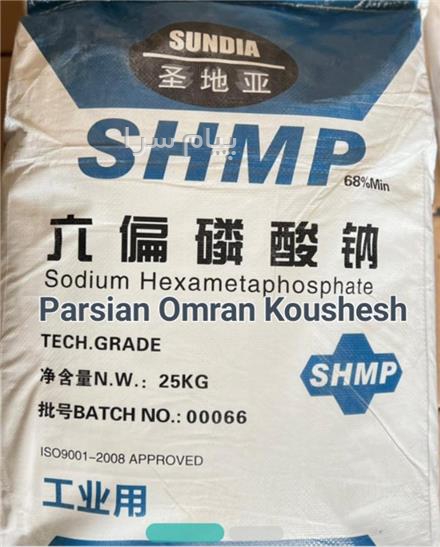 SUNDIA
圣地亚
SHMP
پیام سرا
68%Min
六偏磷酸钠
Sodium Hexametaphosphate
Parsian Omran Koushesh
TECH.GRADE
净含量N.W.: 25KG
SHMP
批号BATCH NO.: 00066
ISO9001-2008 APPROVED
工业用